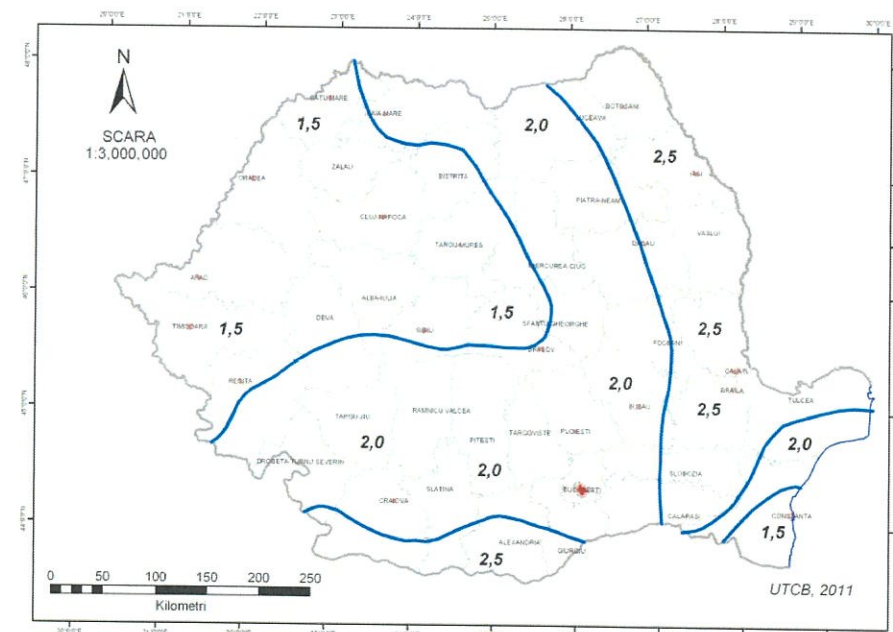 N
SCARA
1:3.000,000
1,5
SATU MARE
BAIA-MARE
2,0
SUCEAVA
BOTOSANI
2,5
IASI
ORADEA
ZALAU
BISTRITA
PIATRA-NEAMT
CLUJ-NAPOCA
TARGU-MURES
BACAU
VASLUI
MIERCUREA-CIUC
ARAD
ALBA-IULIA
DEVA
SIBIU
1,5
SFANTU GHEORGHE
TIMISOARA
1,5
BRASOV
FOCSANI
2,5
RESITA
GALATI
BRAILA
2,0
BUZAU
2,5
TULCEA
TARGU JIU
RAMNICU VALCEA
PITESTI
TARGOVISTE
PLOIESTI
2,0
2,0
DROBETA-TURNU SEVERIN
2,0
SLATINA
CRAIOVA
BUCURESTI
SLOBOZIA
CALARASI
CONSTANTA
1,5
ALEXANDRIA
GIURGIU
2,5
0 50 100 150 200 250
Kilometri
UTCB, 2011